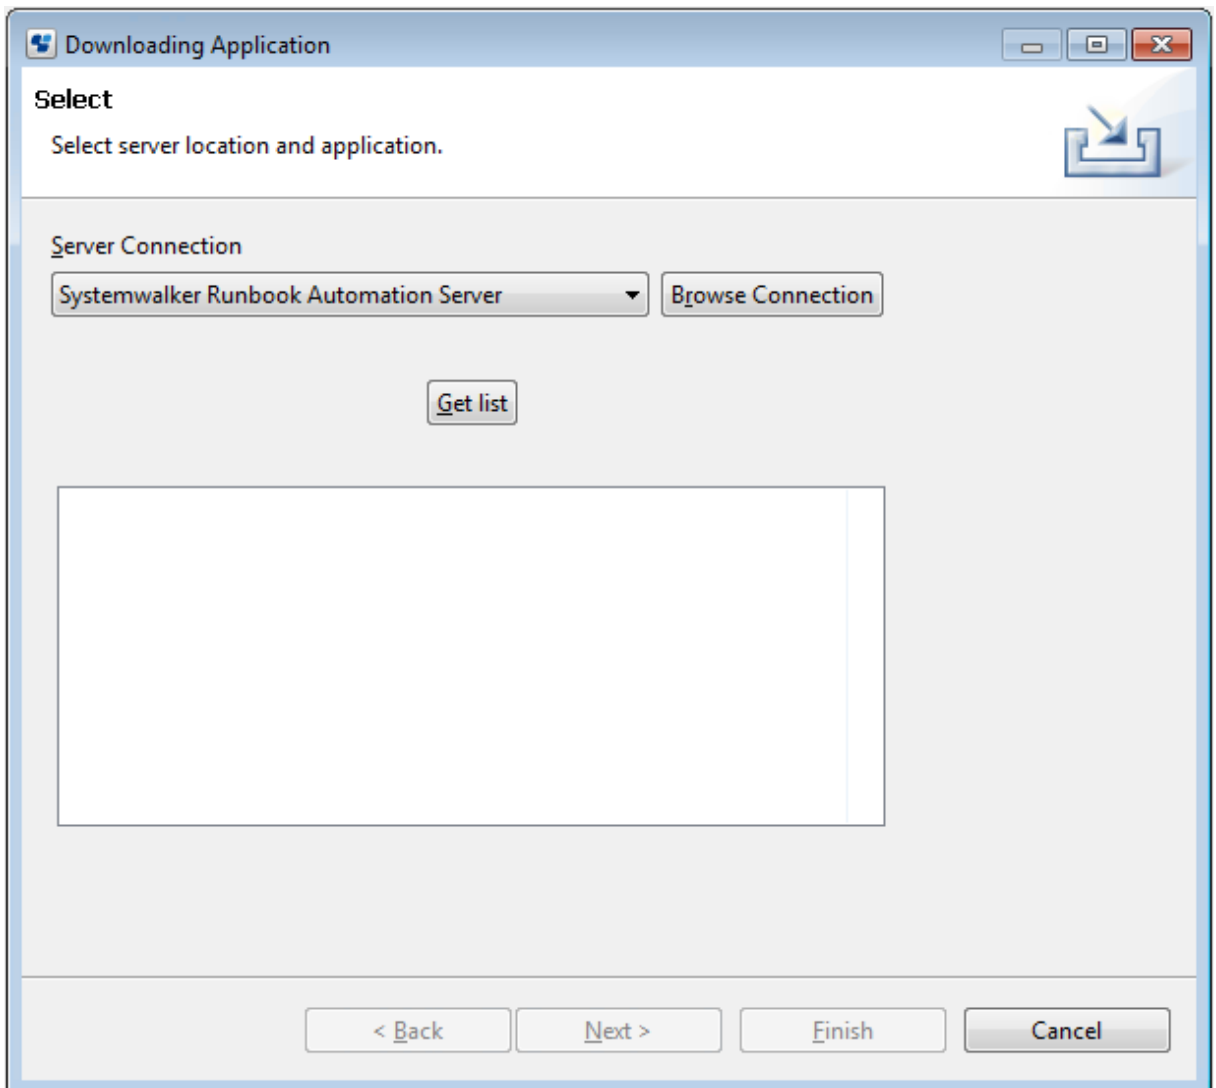 Downloading Application
Select
Select server location and application.
Server Connection
Systemwalker Runbook Automation Server Browse Connection
Get list
< Back Next > Finish Cancel